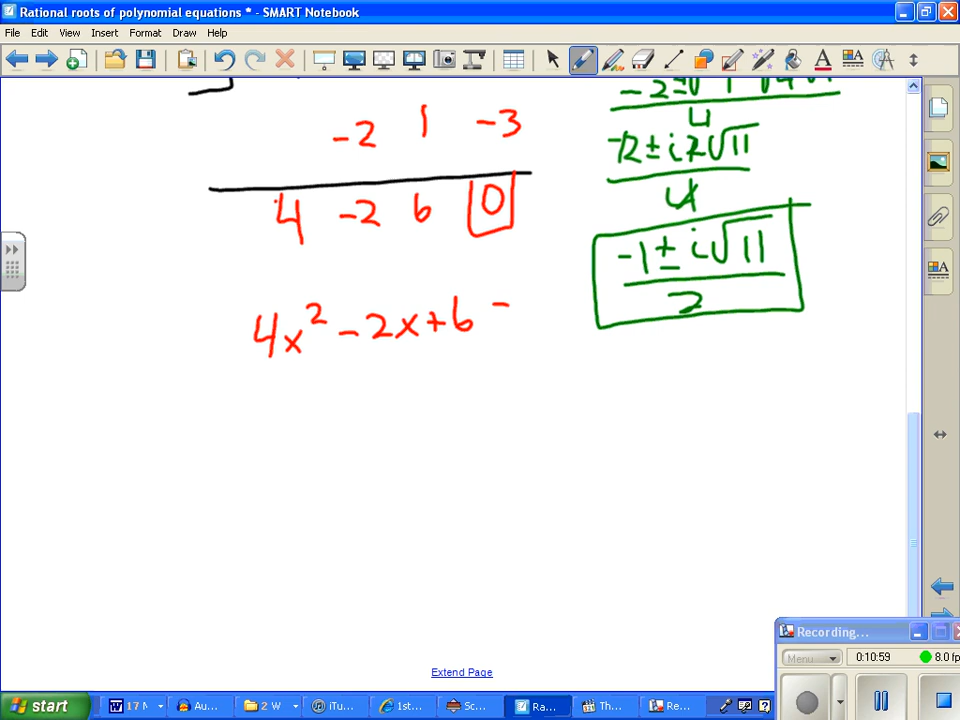 Rational roots of polynomial equations * - SMART Notebook
File Edit View Insert Format Draw Help
-2 1 -3
4 -2 6 0
4x² - 2x + 6 -
4
-2 ± i2√11
4
-1 ± i√11
2
Extend Page
Recording...
Menu
0:10:59
8.0 fp
start
17 N
Au...
2 W
iTu...
1st...
Sc...
Ra...
Th...
Re...